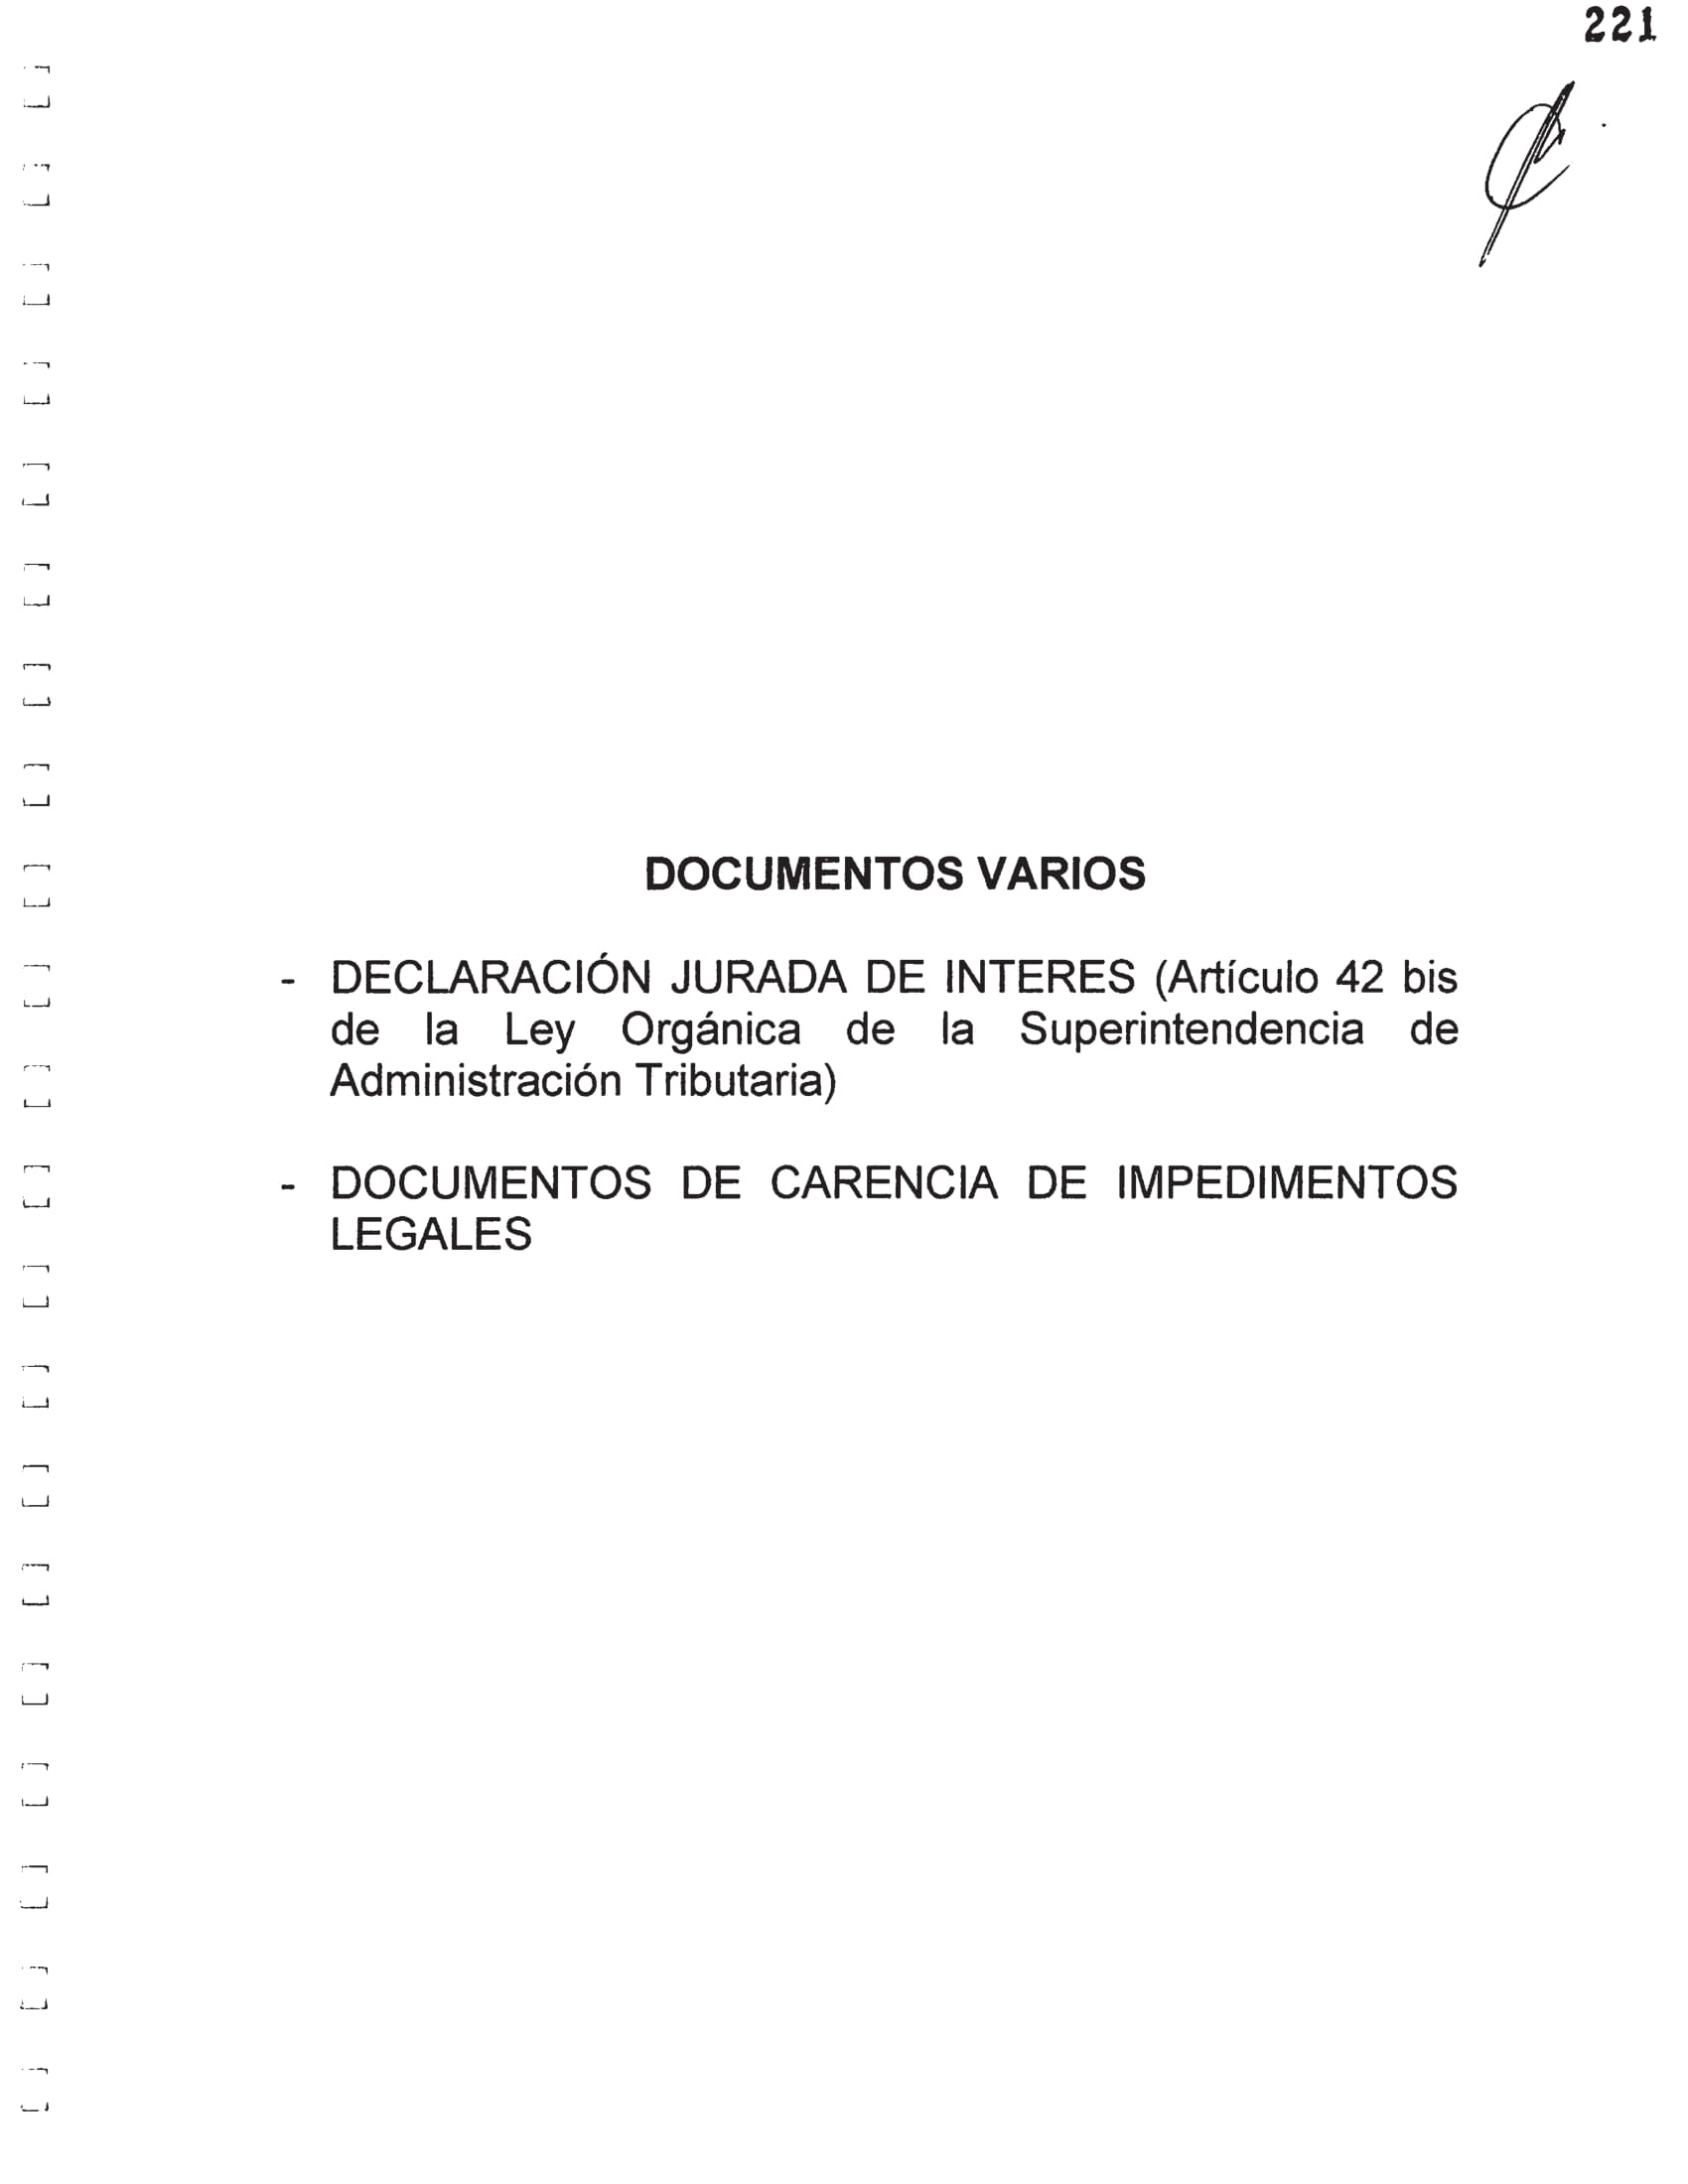 221
DOCUMENTOS VARIOS
- DECLARACIÓN JURADA DE INTERES (Artículo 42 bis
de la Ley Orgánica de la Superintendencia de
Administración Tributaria)
- DOCUMENTOS DE CARENCIA DE IMPEDIMENTOS
LEGALES